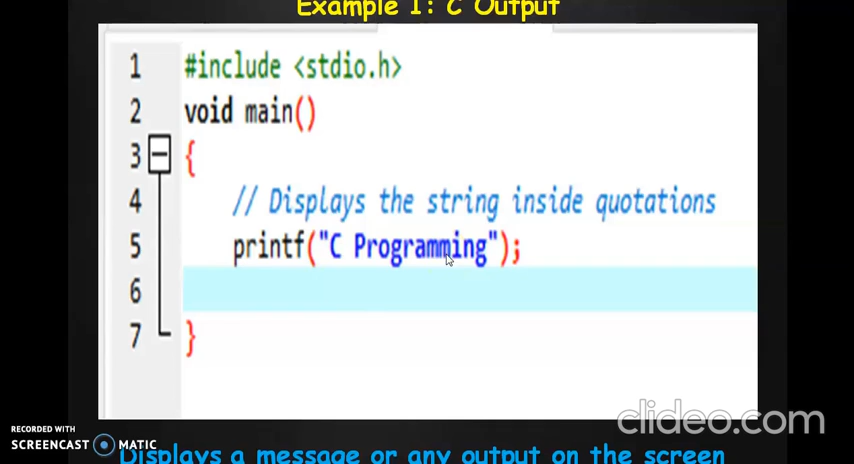 Example 1: C Output
1 #include <stdio.h>
2 void main()
3 {
4 // Displays the string inside quotations
5 printf("C Programming");
6
7 }
clideo.com
RECORDED WITH
SCREENCAST MATIC
Displays a message or any output on the screen